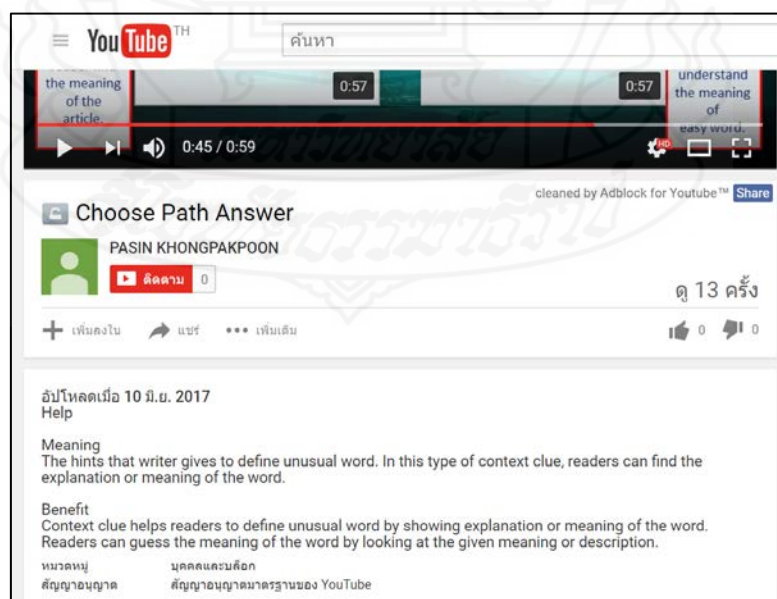 YouTube TH
ค้นหา
the meaning
of the
article.
0:57
0:57
understand
the meaning
of
easy word.
0:45 / 0:59
HD
cleaned by Adblock for Youtube™ Share
Choose Path Answer
PASIN KHONGPAKPOON
ติดตาม 0
ดู 13 ครั้ง
เพิ่มลงใน แชร์ เพิ่มเติม
0 0
อัปโหลดเมื่อ 10 มิ.ย. 2017
Help
Meaning
The hints that writer gives to define unusual word. In this type of context clue, readers can find the
explanation or meaning of the word.
Benefit
Context clue helps readers to define unusual word by showing explanation or meaning of the word.
Readers can guess the meaning of the word by looking at the given meaning or description.
หมวดหมู่ บุคคลและบล็อก
สัญญาอนุญาต สัญญาอนุญาตมาตรฐานของ YouTube